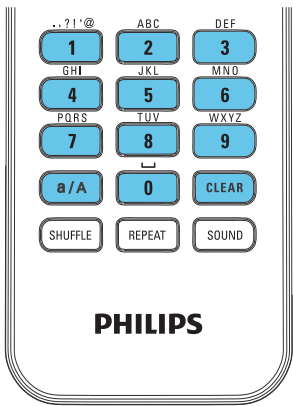 .,?!'@ ABC DEF
1 2 3
GHI JKL MNO
4 5 6
PQRS TUV WXYZ
7 8 9
a/A 0 CLEAR
SHUFFLE REPEAT SOUND
PHILIPS